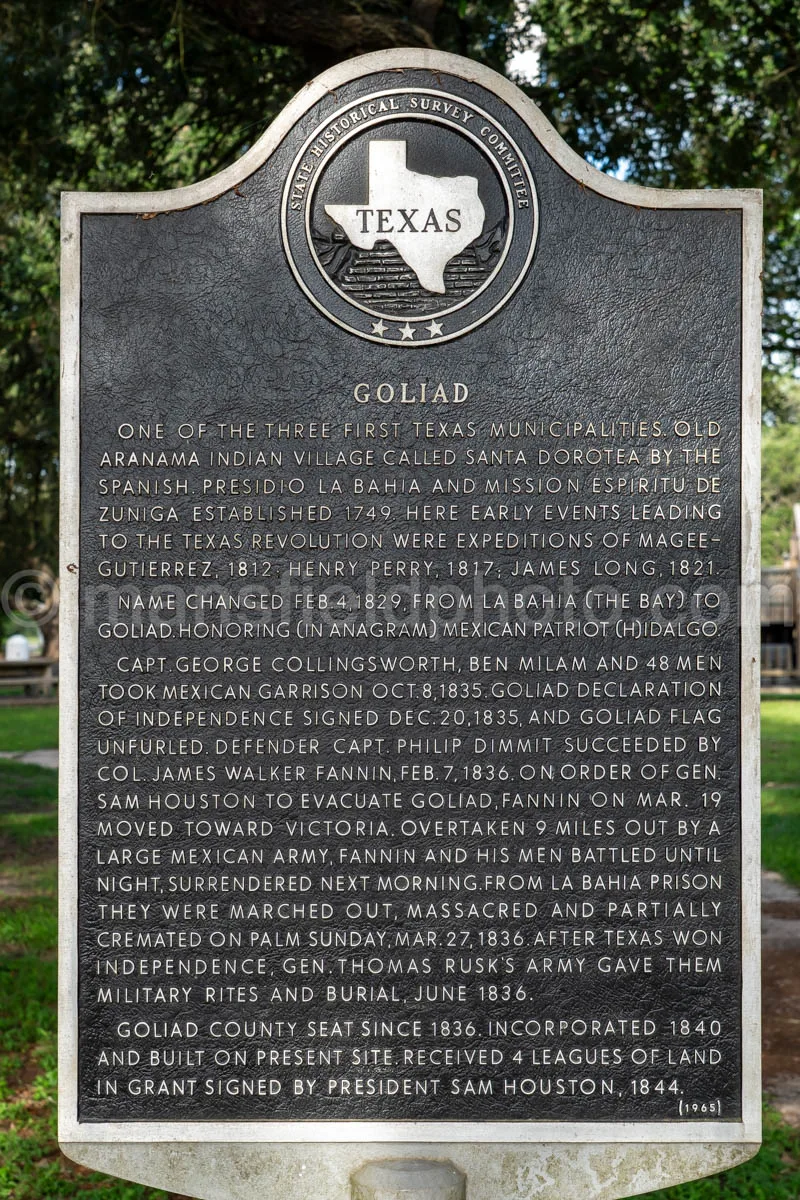 STATE HISTORICAL SURVEY COMMITTEE
TEXAS
GOLIAD
ONE OF THE THREE FIRST TEXAS MUNICIPALITIES. OLD
ARANAMA INDIAN VILLAGE CALLED SANTA DOROTEA BY THE
SPANISH. PRESIDIO LA BAHIA AND MISSION ESPIRITU DE
ZUNIGA ESTABLISHED 1749. HERE EARLY EVENTS LEADING
TO THE TEXAS REVOLUTION WERE EXPEDITIONS OF MAGEE-
GUTIERREZ, 1812; HENRY PERRY, 1817; JAMES LONG, 1821.
NAME CHANGED FEB. 4, 1829, FROM LA BAHIA (THE BAY) TO
GOLIAD. HONORING (IN ANAGRAM) MEXICAN PATRIOT (H)IDALGO.
CAPT. GEORGE COLLINGSWORTH, BEN MILAM AND 48 MEN
TOOK MEXICAN GARRISON OCT. 8, 1835. GOLIAD DECLARATION
OF INDEPENDENCE SIGNED DEC. 20, 1835, AND GOLIAD FLAG
UNFURLED. DEFENDER CAPT. PHILIP DIMMIT SUCCEEDED BY
COL. JAMES WALKER FANNIN, FEB. 7, 1836. ON ORDER OF GEN.
SAM HOUSTON TO EVACUATE GOLIAD, FANNIN ON MAR. 19
MOVED TOWARD VICTORIA. OVERTAKEN 9 MILES OUT BY A
LARGE MEXICAN ARMY, FANNIN AND HIS MEN BATTLED UNTIL
NIGHT, SURRENDERED NEXT MORNING. FROM LA BAHIA PRISON
THEY WERE MARCHED OUT, MASSACRED AND PARTIALLY
CREMATED ON PALM SUNDAY, MAR. 27, 1836. AFTER TEXAS WON
INDEPENDENCE, GEN. THOMAS RUSK'S ARMY GAVE THEM
MILITARY RITES AND BURIAL, JUNE 1836.
GOLIAD COUNTY SEAT SINCE 1836. INCORPORATED 1840
AND BUILT ON PRESENT SITE. RECEIVED 4 LEAGUES OF LAND
IN GRANT SIGNED BY PRESIDENT SAM HOUSTON, 1844.
(1965)
© mansfieldphoto.com